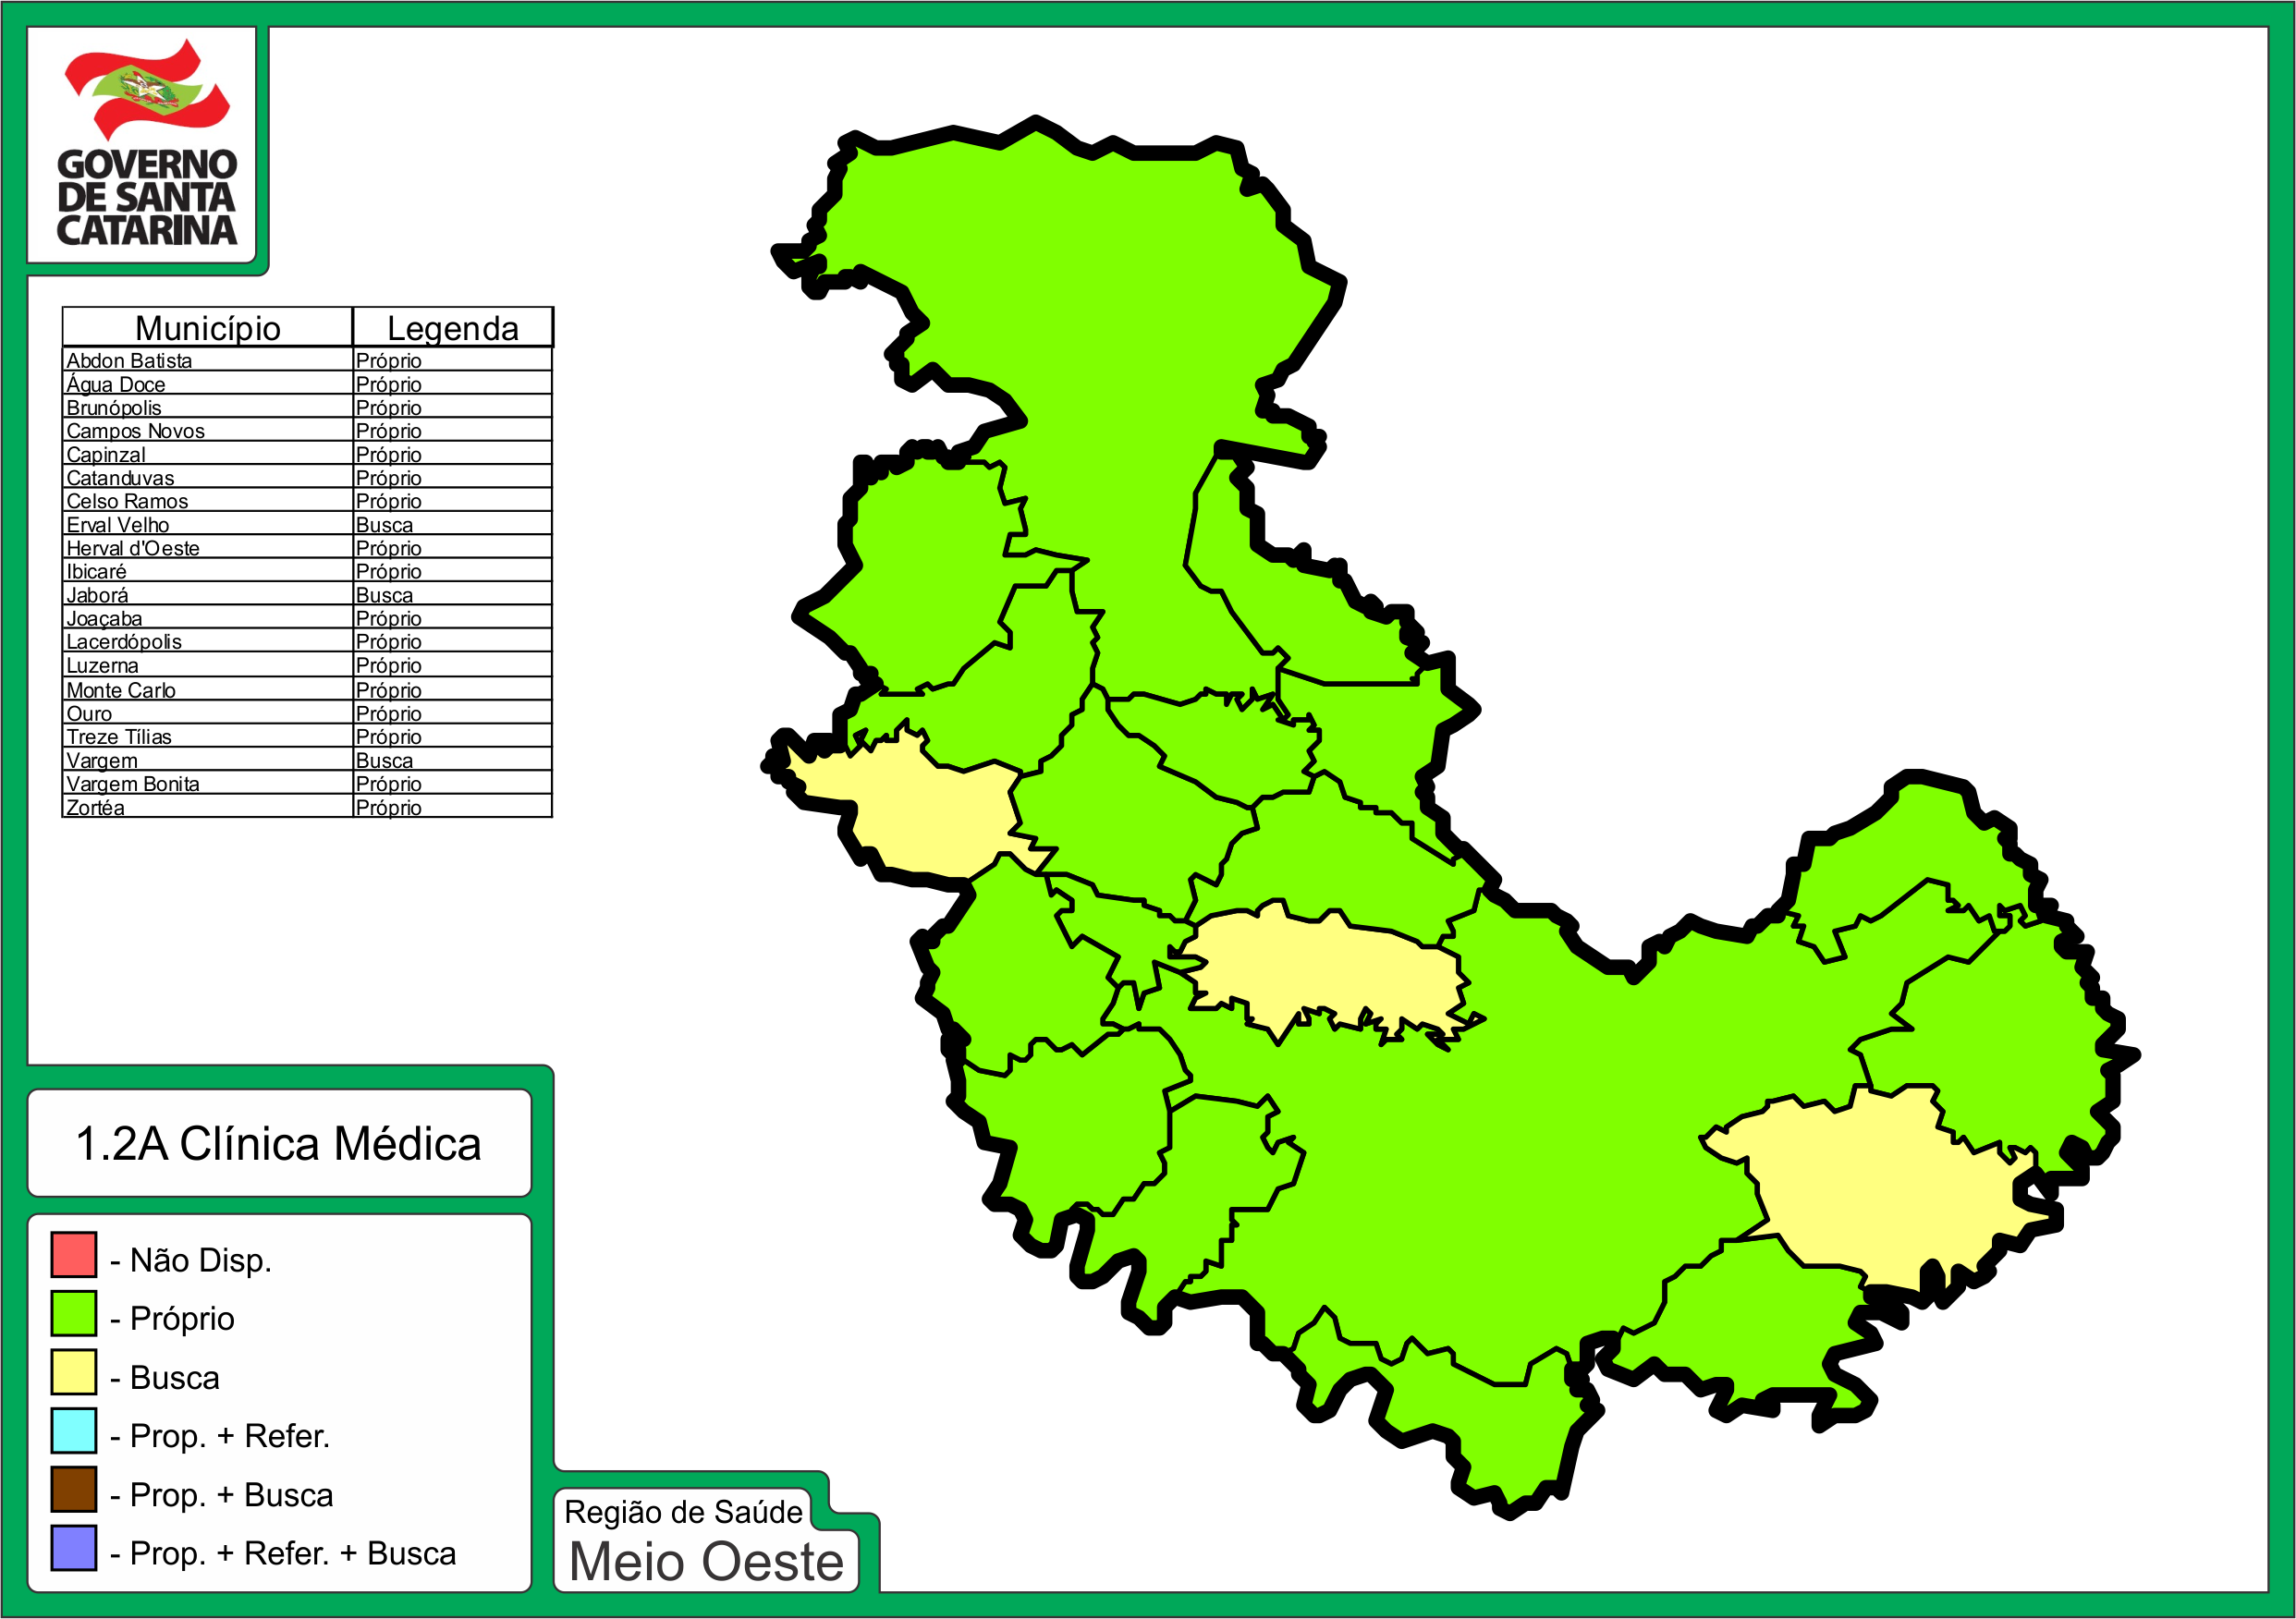 GOVERNO
DE SANTA
CATARINA
Município Legenda
Abdon Batista Próprio
Água Doce Próprio
Brunópolis Próprio
Campos Novos Próprio
Capinzal Próprio
Catanduvas Próprio
Celso Ramos Próprio
Erval Velho Busca
Herval d'Oeste Próprio
Ibicaré Próprio
Jaborá Busca
Joaçaba Próprio
Lacerdópolis Próprio
Luzerna Próprio
Monte Carlo Próprio
Ouro Próprio
Treze Tílias Próprio
Vargem Busca
Vargem Bonita Próprio
Zortéa Próprio
1.2A Clínica Médica
- Não Disp.
- Próprio
- Busca
- Prop. + Refer.
- Prop. + Busca
- Prop. + Refer. + Busca
Região de Saúde
Meio Oeste